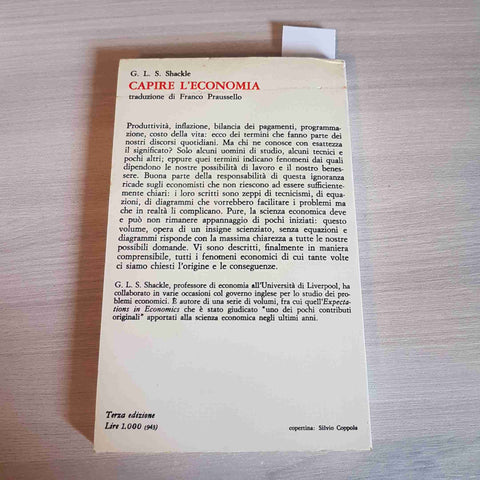 G. L. S. Shackle
CAPIRE L'ECONOMIA
traduzione di Franco Praussello
Produttività, inflazione, bilancia dei pagamenti, programma-
zione, costo della vita: ecco dei termini che fanno parte dei
nostri discorsi quotidiani. Ma chi ne conosce con esattezza
il significato? Solo alcuni uomini di studio, alcuni tecnici e
pochi altri; eppure quei termini indicano fenomeni dai quali
dipendono le nostre possibilità di lavoro e il nostro benes-
sere. Buona parte della responsabilità di questa ignoranza
ricade sugli economisti che non riescono ad essere sufficiente-
mente chiari: i loro scritti sono zeppi di tecnicismi, di equa-
zioni, di diagrammi che vorrebbero facilitare i problemi ma
che in realtà li complicano. Pure, la scienza economica deve
e può non rimanere appannaggio di pochi iniziati: questo
volume, opera di un insigne scienziato, senza equazioni e
diagrammi risponde con la massima chiarezza a tutte le nostre
possibili domande. Vi sono descritti, finalmente in maniera
comprensibile, tutti i fenomeni economici di cui tante volte
ci siamo chiesti l'origine e le conseguenze.
G. L. S. Shackle, professore di economia all'Università di Liverpool, ha
collaborato in varie occasioni col governo inglese per lo studio dei pro-
blemi economici. È autore di una serie di volumi, fra cui quell'Expecta-
tions in Economics che è stato giudicato "uno dei pochi contributi
originali" apportati alla scienza economica negli ultimi anni.
Terza edizione
Lire 1.000 (943)
copertina: Silvio Coppola